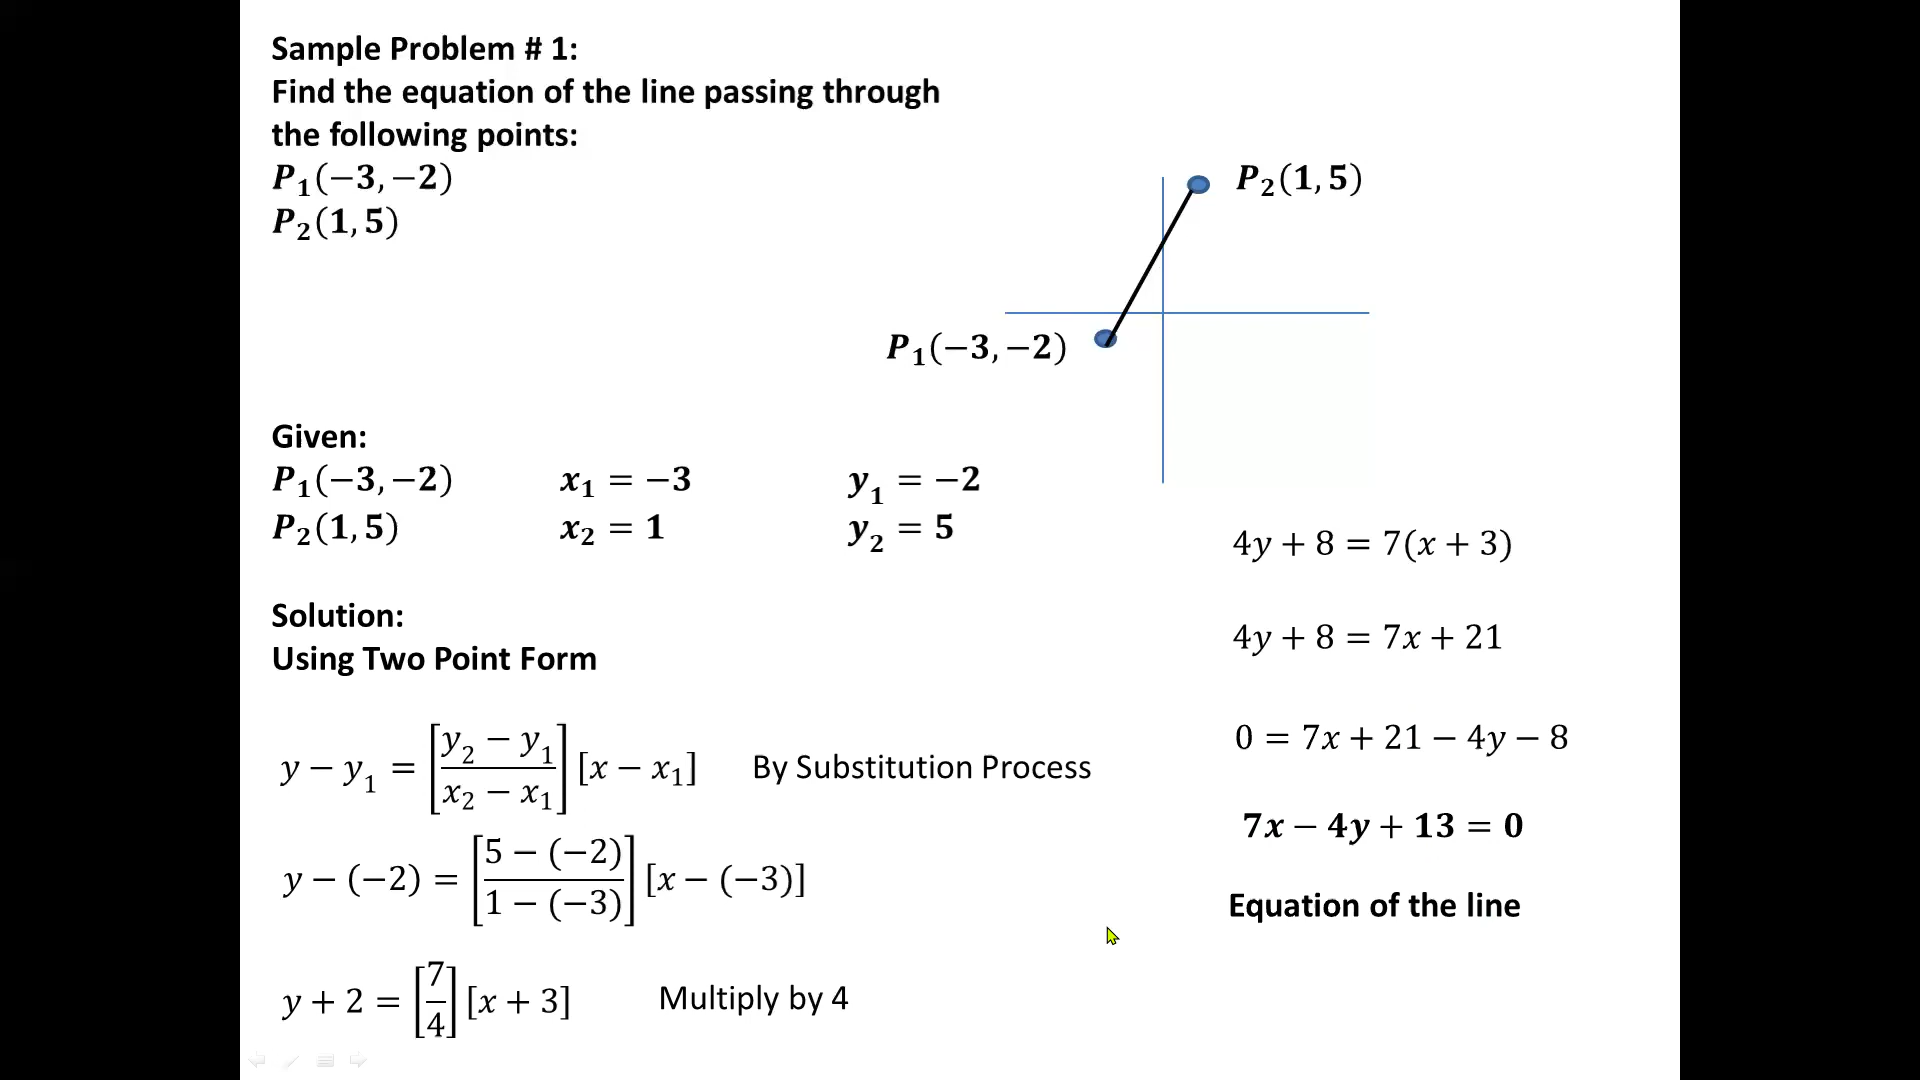 Sample Problem # 1:
Find the equation of the line passing through
the following points:
P₁(−3,−2)
P₂(1,5)
P₂(1,5)
P₁(−3,−2)
Given:
P₁(−3,−2) x₁ = −3 y₁ = −2
P₂(1,5) x₂ = 1 y₂ = 5
Solution:
Using Two Point Form
y − y₁ = [(y₂ − y₁)/(x₂ − x₁)] [x − x₁] By Substitution Process
y − (−2) = [(5 − (−2))/(1 − (−3))] [x − (−3)]
y + 2 = [7/4] [x + 3] Multiply by 4
4y + 8 = 7(x + 3)
4y + 8 = 7x + 21
0 = 7x + 21 − 4y − 8
7x − 4y + 13 = 0
Equation of the line